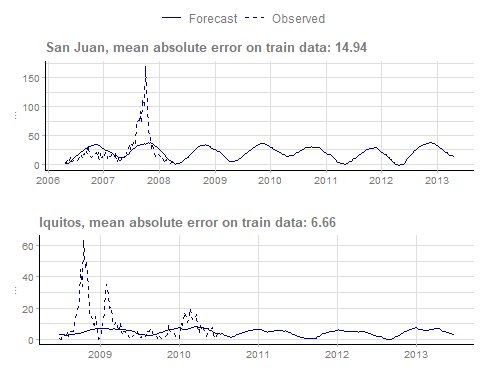 Forecast Observed
San Juan, mean absolute error on train data: 14.94
150
100
50
0
2006 2007 2008 2009 2010 2011 2012 2013
Iquitos, mean absolute error on train data: 6.66
60
40
20
0
2009 2010 2011 2012 2013